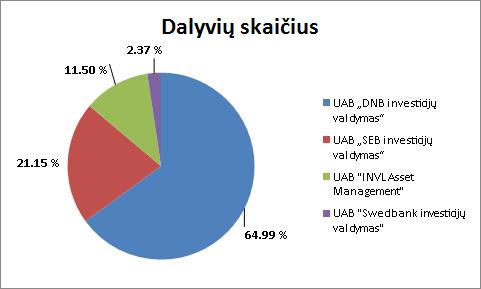 Dalyvių skaičius
2.37 %
11.50 %
21.15 %
64.99 %
UAB „DNB investicijų
valdymas“
UAB „SEB investicijų
valdymas“
UAB "INVL Asset
Management"
UAB "Swedbank investicijų
valdymas"